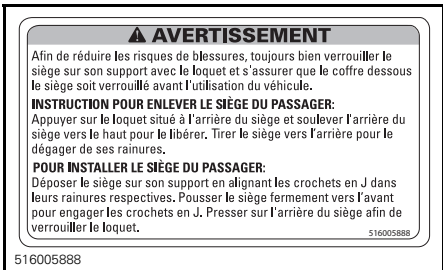 ⚠ AVERTISSEMENT
Afin de réduire les risques de blessures, toujours bien verrouiller le
siège sur son support avec le loquet et s'assurer que le coffre dessous
le siège soit verrouillé avant l'utilisation du véhicule.
INSTRUCTION POUR ENLEVER LE SIÈGE DU PASSAGER:
Appuyer sur le loquet situé à l'arrière du siège et soulever l'arrière du
siège vers le haut pour le libérer. Tirer le siège vers l'arrière pour le
dégager de ses rainures.
POUR INSTALLER LE SIÈGE DU PASSAGER:
Déposer le siège sur son support en alignant les crochets en J dans
leurs rainures respectives. Pousser le siège fermement vers l'avant
pour engager les crochets en J. Presser sur l'arrière du siège afin de
verrouiller le loquet.
516005888
516005888